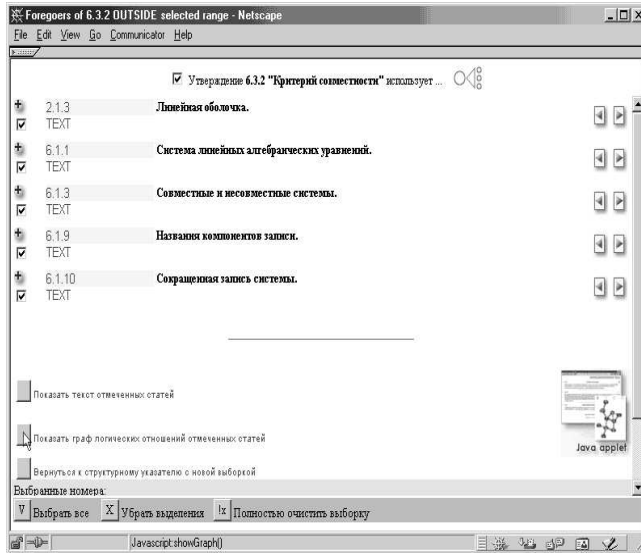 Foregoers of 6.3.2 OUTSIDE selected range - Netscape
File Edit View Go Communicator Help
Утверждение 6.3.2 "Критерий совместности" использует ...
2.1.3 Линейная оболочка.
TEXT
6.1.1 Система линейных алгебраических уравнений.
TEXT
6.1.3 Совместные и несовместные системы.
TEXT
6.1.9 Названия компонентов записи.
TEXT
6.1.10 Сокращенная запись системы.
TEXT
Показать текст отмеченных статей
Показать граф логических отношений отмеченных статей
Java applet
Вернуться к структурному указателю с новой выборкой
Выбранные номера:
V Выбрать все X Убрать выделения !x Полностью очистить выборку
Javascript:showGraph()